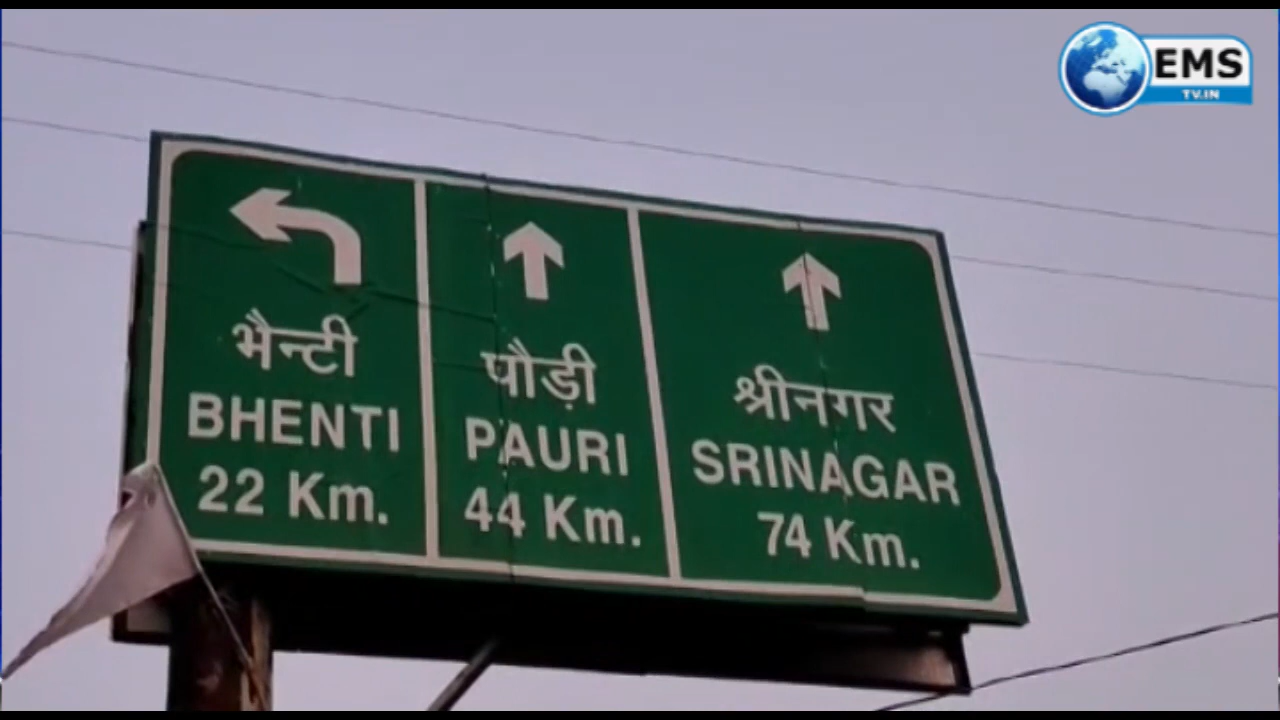 EMS
TV.IN
भैन्टी
BHENTI
22 Km.
पौड़ी
PAURI
44 Km.
श्रीनगर
SRINAGAR
74 Km.